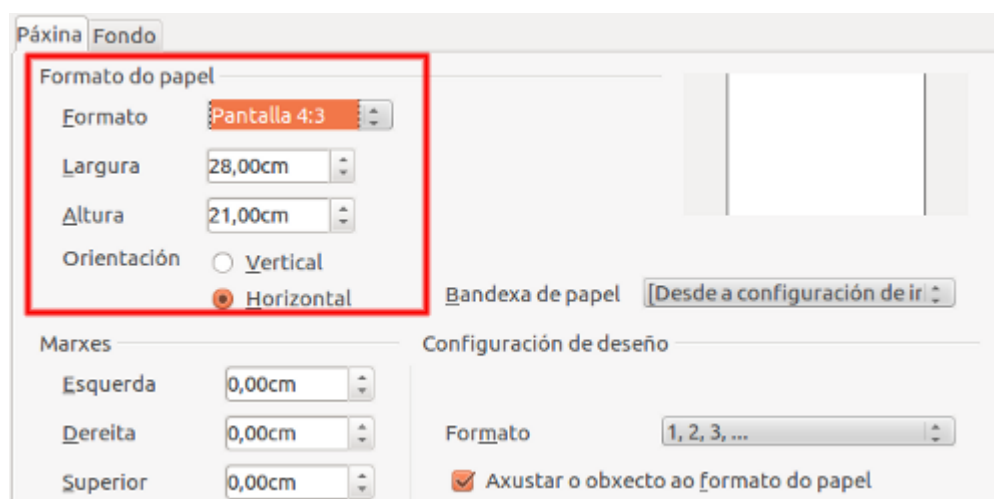 Páxina Fondo
Formato do papel
Formato Pantalla 4:3
Largura 28,00cm
Altura 21,00cm
Orientación Vertical
Horizontal
Bandexa de papel [Desde a configuración de ir
Marxes
Esquerda 0,00cm
Dereita 0,00cm
Superior 0,00cm
Configuración de deseño
Formato 1, 2, 3, ...
Axustar o obxecto ao formato do papel